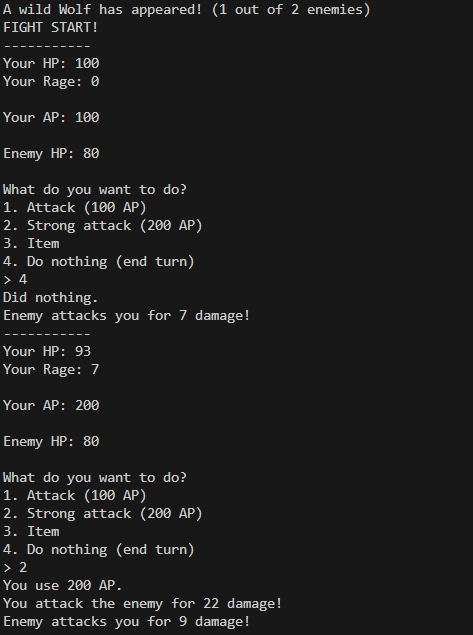 A wild Wolf has appeared! (1 out of 2 enemies)
FIGHT START!
-----------
Your HP: 100
Your Rage: 0
Your AP: 100
Enemy HP: 80
What do you want to do?
1. Attack (100 AP)
2. Strong attack (200 AP)
3. Item
4. Do nothing (end turn)
> 4
Did nothing.
Enemy attacks you for 7 damage!
-----------
Your HP: 93
Your Rage: 7
Your AP: 200
Enemy HP: 80
What do you want to do?
1. Attack (100 AP)
2. Strong attack (200 AP)
3. Item
4. Do nothing (end turn)
> 2
You use 200 AP.
You attack the enemy for 22 damage!
Enemy attacks you for 9 damage!